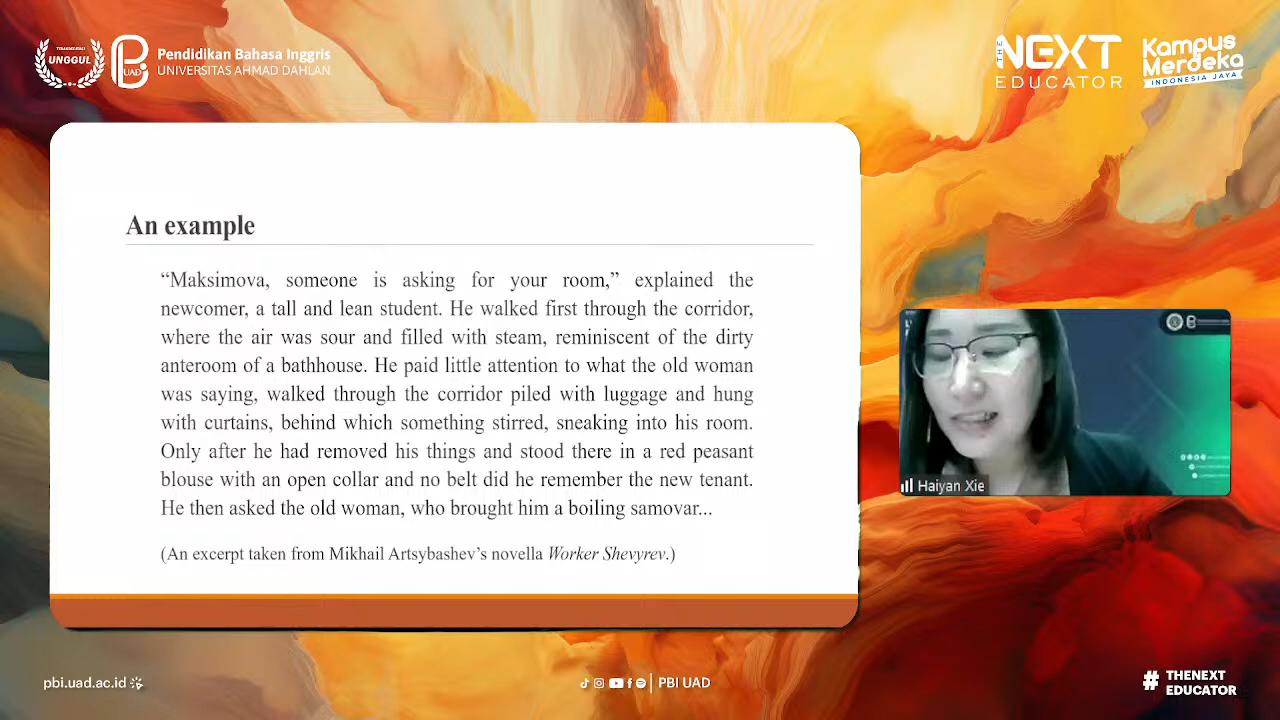 TERAKREDITASI
UNGGUL
UAD
Pendidikan Bahasa Inggris
UNIVERSITAS AHMAD DAHLAN
THE NEXT
EDUCATOR
Kampus
Merdeka
INDONESIA JAYA
An example
“Maksimova, someone is asking for your room,” explained the
newcomer, a tall and lean student. He walked first through the corridor,
where the air was sour and filled with steam, reminiscent of the dirty
anteroom of a bathhouse. He paid little attention to what the old woman
was saying, walked through the corridor piled with luggage and hung
with curtains, behind which something stirred, sneaking into his room.
Only after he had removed his things and stood there in a red peasant
blouse with an open collar and no belt did he remember the new tenant.
He then asked the old woman, who brought him a boiling samovar...
(An excerpt taken from Mikhail Artsybashev’s novella Worker Shevyrev.)
Haiyan Xie
pbi.uad.ac.id
PBI UAD
# THENEXT
EDUCATOR